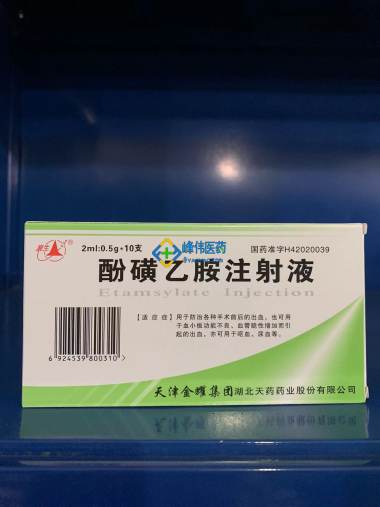 2ml:0.5g*10支
峰伟医药
国药准字H42020039
酚磺乙胺注射液
Etamsylate Injection
【适应症】用于防治各种手术前后的出血，也可用
于血小板功能不良、血管脆性增加而引
起的出血，亦可用于呕血、尿血等。
6 924539 800310
天津金耀集团湖北天药药业股份有限公司